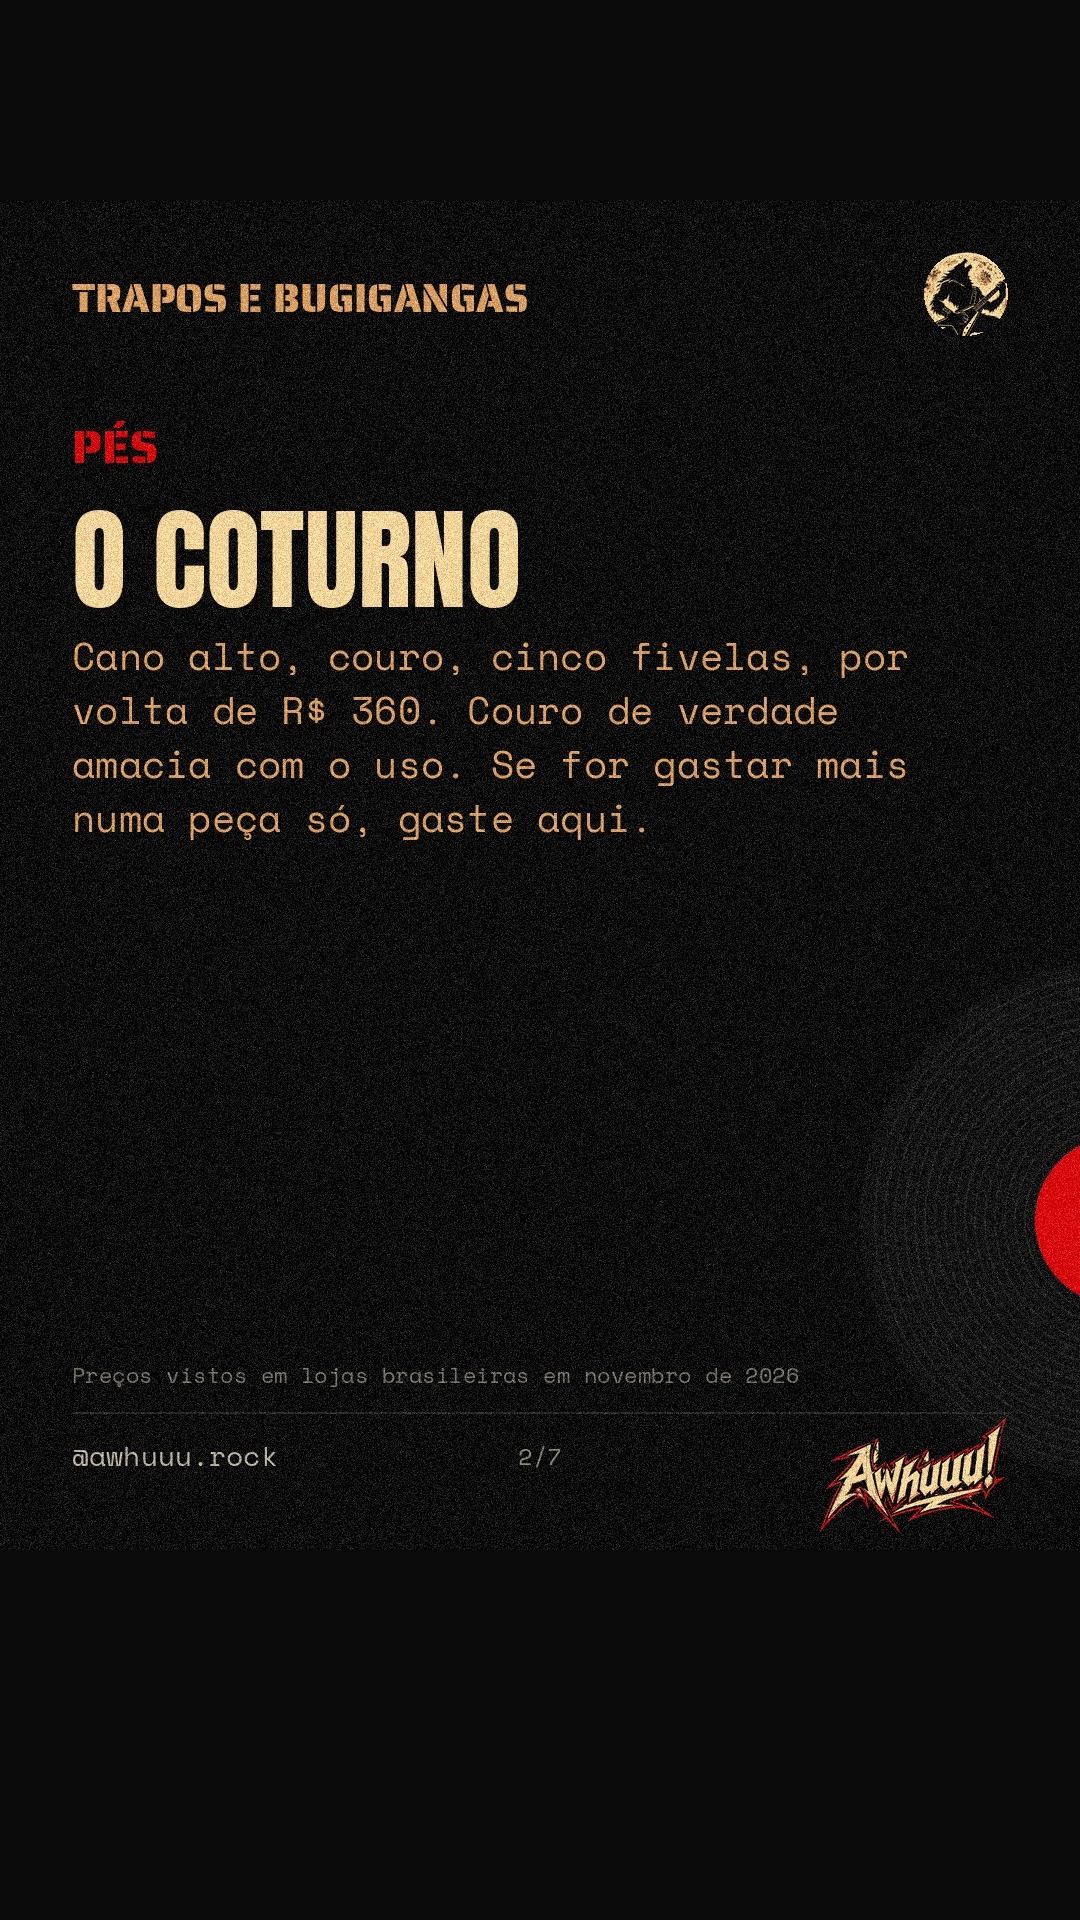 TRAPOS E BUGIGANGAS
PÉS
O COTURNO
Cano alto, couro, cinco fivelas, por
volta de R$ 360. Couro de verdade
amacia com o uso. Se for gastar mais
numa peça só, gaste aqui.
Preços vistos em lojas brasileiras em novembro de 2026
@awhuuu.rock
2/7
Awhuuu!